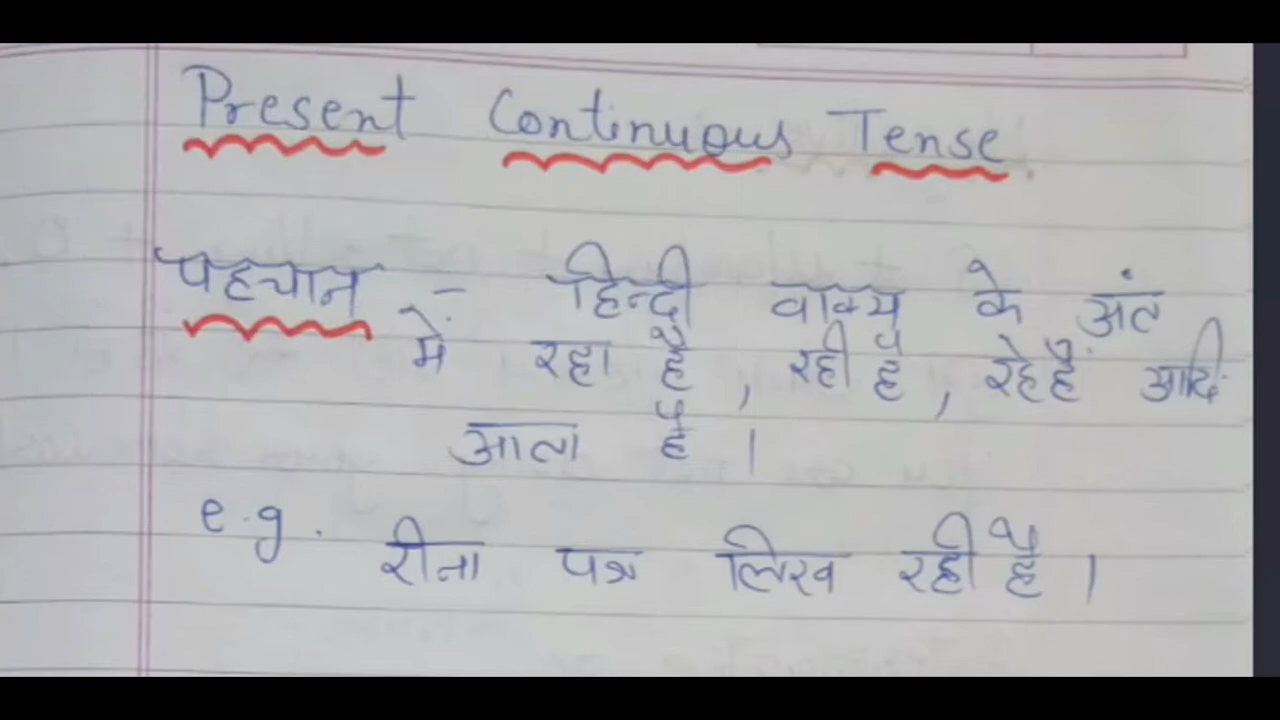 Present Continuous Tense
पहचान - हिन्दी वाक्य के अंत
में रहा है, रही है, रहे हैं आदि
आता है।
e.g.
रीना पत्र लिख रही है।